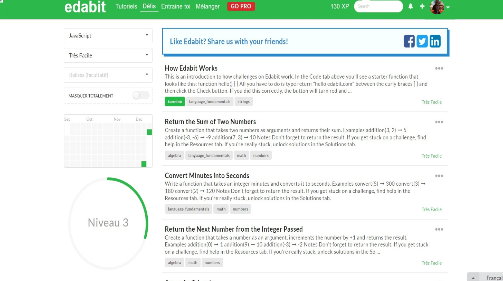 edabit
Tutoriels Défis Entraîne toi Mélanger GO PRO
130 XP
JavaScript
Très Facile
MASQUER TOTALEMENT
Sep Oct Nov Dec
Niveau 3
Like Edabit? Share us with your friends!
How Edabit Works
This is an introduction to how challenges on Edabit work. In the Code tab above you'll see a starter function that
looks like this: function hello() { } All you have to do is type return "hello edabit.com" between the curly braces { } and
then click the Check button. If you did this correctly, the button will turn red and ...
language_fundamentals strings
Très Facile
Return the Sum of Two Numbers
Create a function that takes two numbers as arguments and returns their sum. Examples addition(3, 2) → 5
addition(-3, -6) → -9 addition(7, 3) → 10 Notes Don't forget to return the result. If you get stuck on a challenge, find
help in the Resources tab. If you're really stuck, unlock solutions in the Solutions tab.
algebra language_fundamentals math numbers
Très Facile
Convert Minutes into Seconds
Write a function that takes an integer minutes and converts it to seconds. Examples convert(5) → 300 convert(3) →
180 convert(2) → 120 Notes Don't forget to return the result. If you get stuck on a challenge, find help in the
Resources tab. If you're really stuck, unlock solutions in the Solutions tab.
language_fundamentals math numbers
Très Facile
Return the Next Number from the Integer Passed
Create a function that takes a number as an argument, increments the number by +1 and returns the result.
Examples addition(0) → 1 addition(9) → 10 addition(-3) → -2 Notes Don't forget to return the result. If you get
stuck on a challenge, find help in the Resources tab. If you're really stuck, unlock solutions in the So ...
algebra math numbers
Très Facile
França